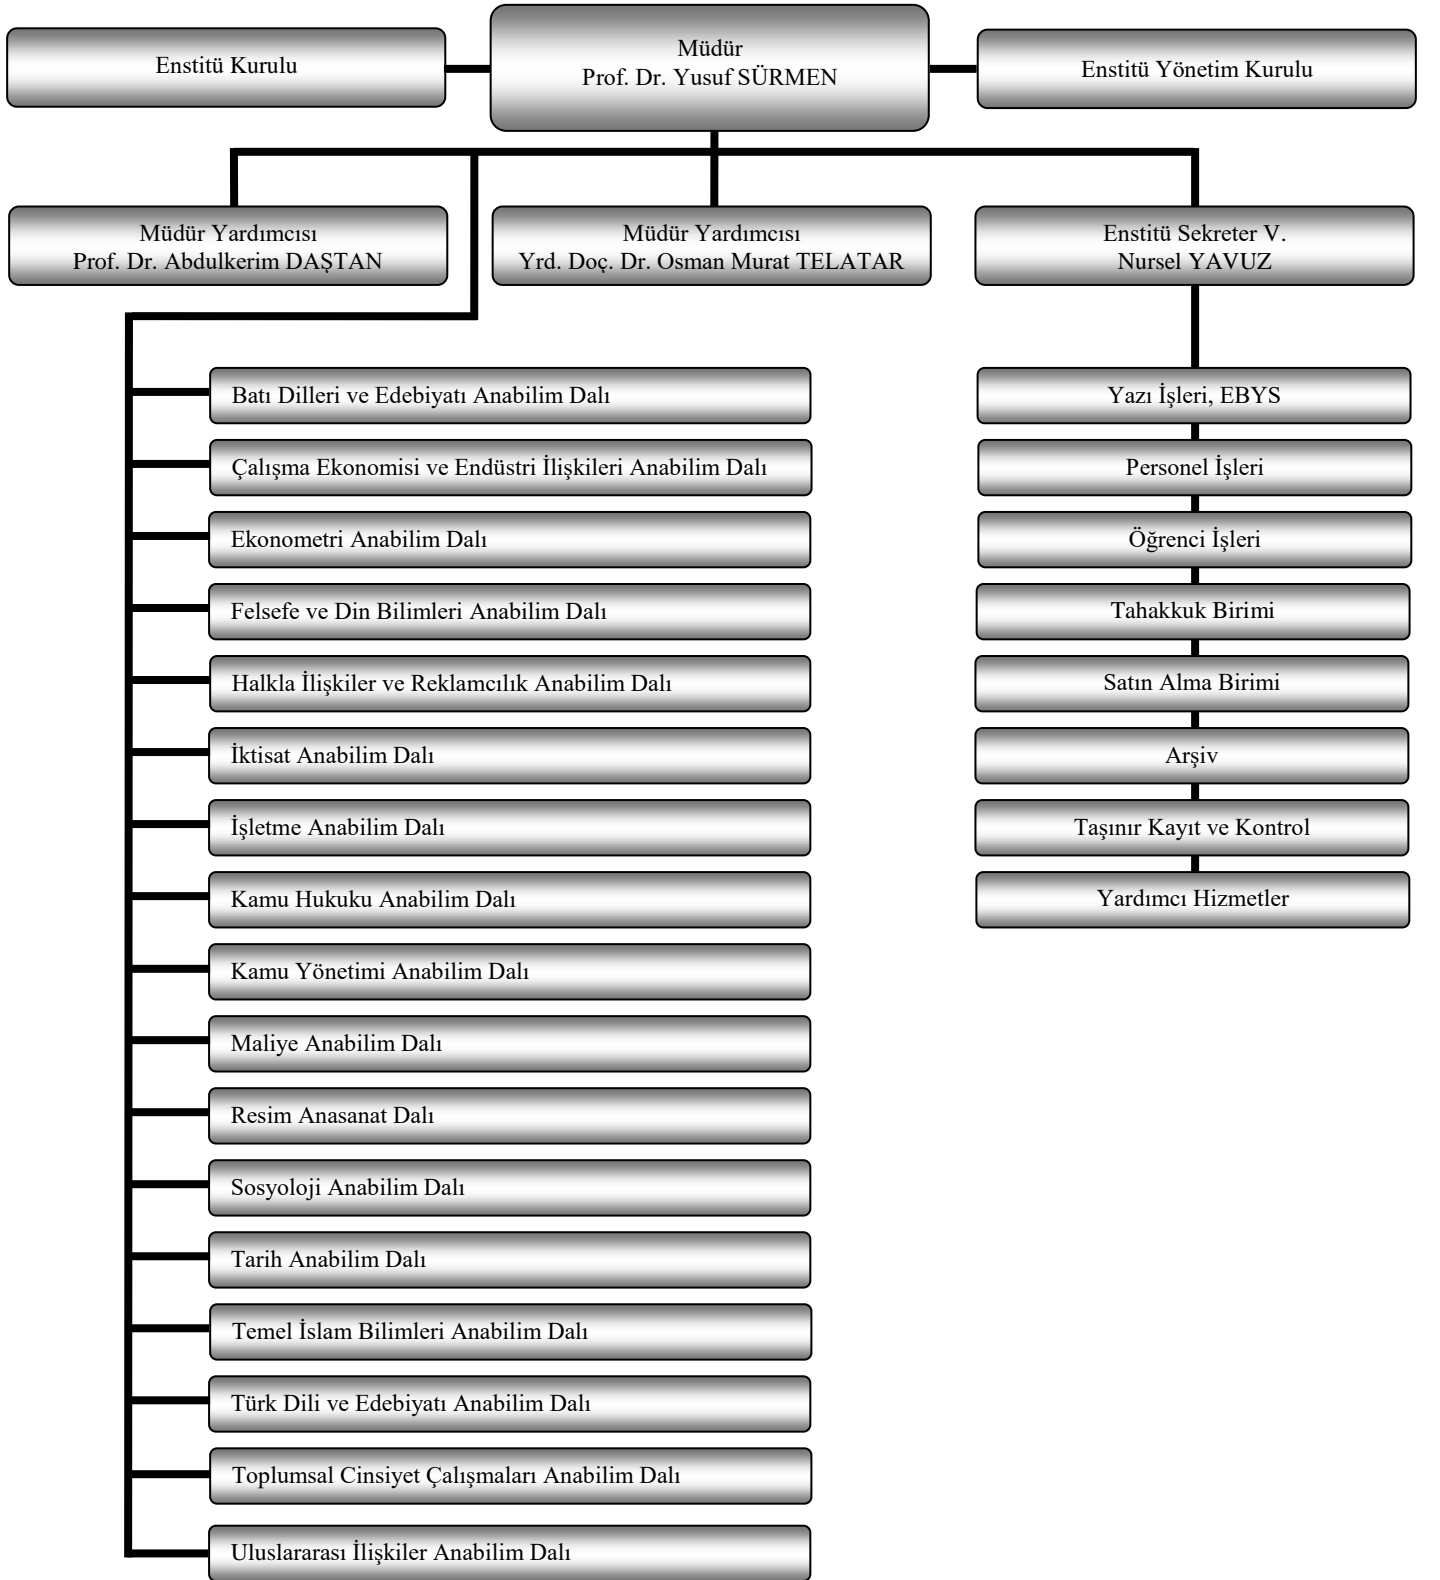 Enstitü Kurulu
Müdür
Prof. Dr. Yusuf SÜRMEN
Enstitü Yönetim Kurulu
Müdür Yardımcısı
Prof. Dr. Abdulkerim DAŞTAN
Müdür Yardımcısı
Yrd. Doç. Dr. Osman Murat TELATAR
Enstitü Sekreter V.
Nursel YAVUZ
Batı Dilleri ve Edebiyatı Anabilim Dalı
Çalışma Ekonomisi ve Endüstri İlişkileri Anabilim Dalı
Ekonometri Anabilim Dalı
Felsefe ve Din Bilimleri Anabilim Dalı
Halkla İlişkiler ve Reklamcılık Anabilim Dalı
İktisat Anabilim Dalı
İşletme Anabilim Dalı
Kamu Hukuku Anabilim Dalı
Kamu Yönetimi Anabilim Dalı
Maliye Anabilim Dalı
Resim Anasanat Dalı
Sosyoloji Anabilim Dalı
Tarih Anabilim Dalı
Temel İslam Bilimleri Anabilim Dalı
Türk Dili ve Edebiyatı Anabilim Dalı
Toplumsal Cinsiyet Çalışmaları Anabilim Dalı
Uluslararası İlişkiler Anabilim Dalı
Yazı İşleri, EBYS
Personel İşleri
Öğrenci İşleri
Tahakkuk Birimi
Satın Alma Birimi
Arşiv
Taşınır Kayıt ve Kontrol
Yardımcı Hizmetler